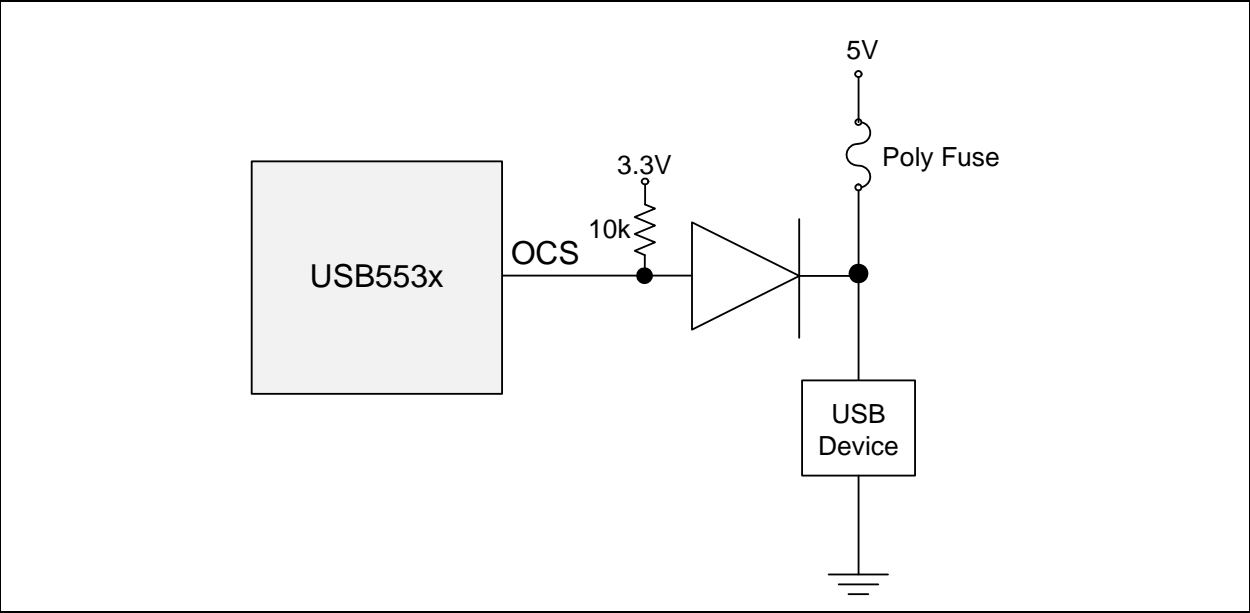 5V
Poly Fuse
3.3V
10k
OCS
USB553x
USB
Device